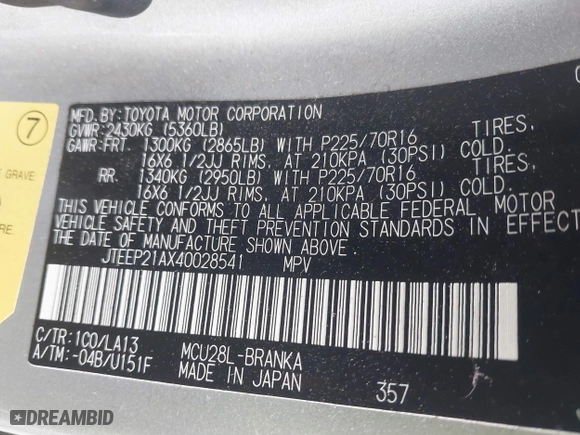 MFD.BY:TOYOTA MOTOR CORPORATION
GVWR:2430KG (5360LB)
GAWR:FRT. 1300KG (2865LB) WITH P225/70R16 TIRES,
16X6 1/2JJ RIMS, AT 210KPA (30PSI) COLD.
RR. 1340KG (2950LB) WITH P225/70R16 TIRES,
16X6 1/2JJ RIMS, AT 210KPA (30PSI) COLD.
THIS VEHICLE CONFORMS TO ALL APPLICABLE FEDERAL MOTOR
VEHICLE SAFETY AND THEFT PREVENTION STANDARDS IN EFFECT
ON THE DATE OF MANUFACTURE SHOWN ABOVE.
JTEEP21AX40028541 MPV
C/TR:1C0/LA13
A/TM:-04B/U151F
MCU28L-BRANKA
MADE IN JAPAN
357
7
GRAVE
DREAMBID